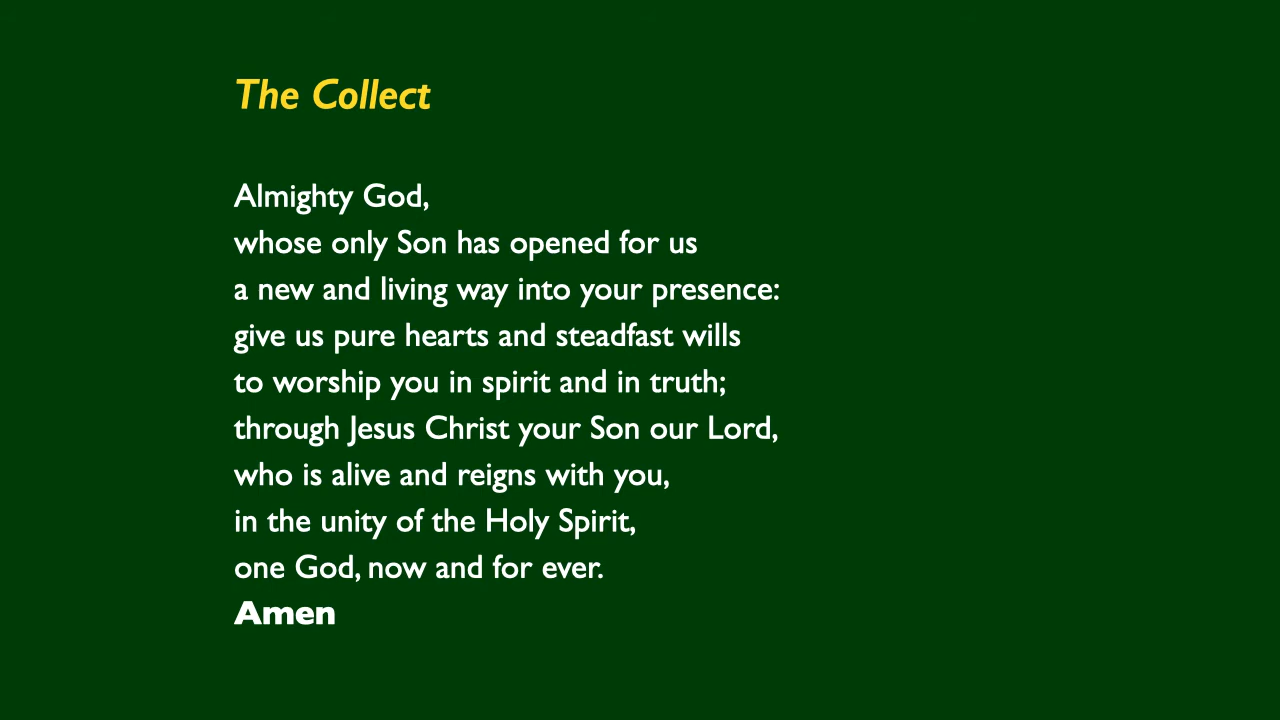 The Collect
Almighty God,
whose only Son has opened for us
a new and living way into your presence:
give us pure hearts and steadfast wills
to worship you in spirit and in truth;
through Jesus Christ your Son our Lord,
who is alive and reigns with you,
in the unity of the Holy Spirit,
one God, now and for ever.
Amen